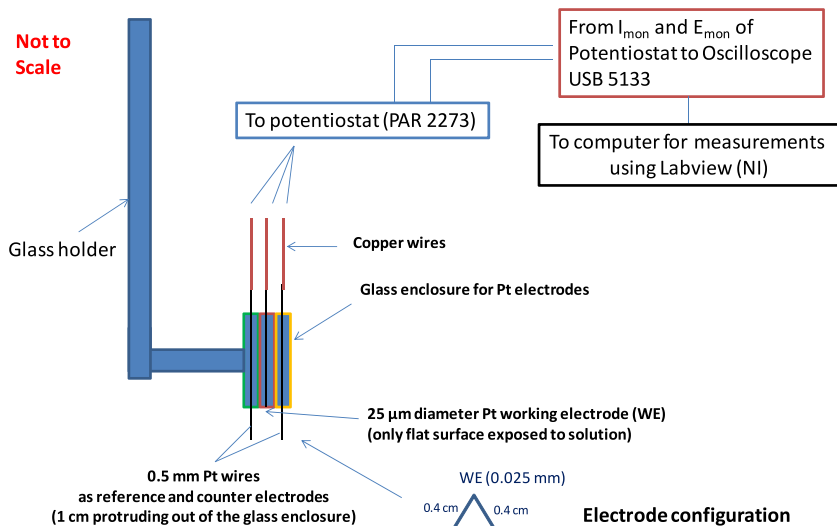 Not to
Scale
From Imon and Emon of
Potentiostat to Oscilloscope
USB 5133
To potentiostat (PAR 2273)
To computer for measurements
using Labview (NI)
Glass holder
Copper wires
Glass enclosure for Pt electrodes
25 µm diameter Pt working electrode (WE)
(only flat surface exposed to solution)
0.5 mm Pt wires
as reference and counter electrodes
(1 cm protruding out of the glass enclosure)
WE (0.025 mm)
0.4 cm
0.4 cm
Electrode configuration